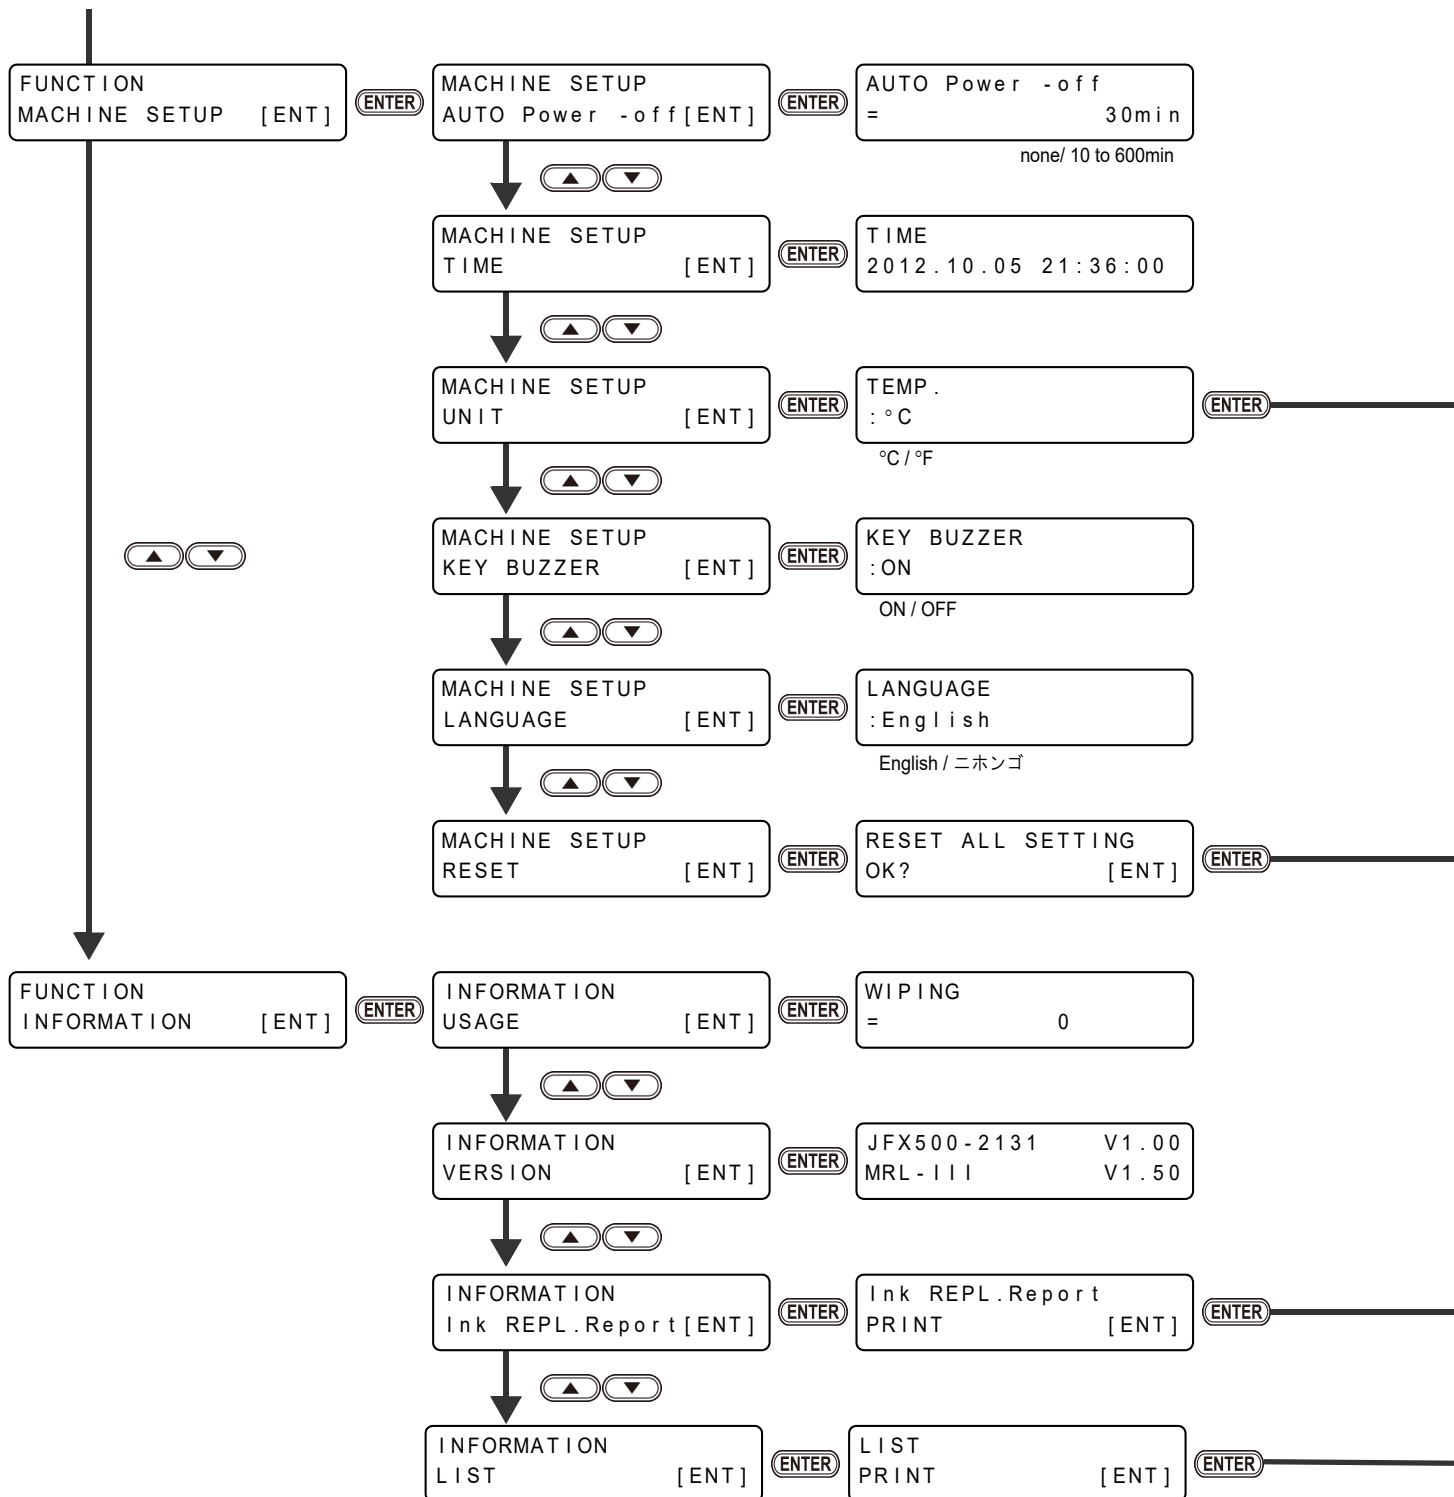 FUNCTION
MACHINE SETUP [ENT]
ENTER
MACHINE SETUP
AUTO Power -off[ENT]
ENTER
AUTO Power -off
= 30min
none/ 10 to 600min
MACHINE SETUP
TIME [ENT]
ENTER
TIME
2012.10.05 21:36:00
MACHINE SETUP
UNIT [ENT]
ENTER
TEMP.
:°C
ENTER
°C / °F
MACHINE SETUP
KEY BUZZER [ENT]
ENTER
KEY BUZZER
:ON
ON / OFF
MACHINE SETUP
LANGUAGE [ENT]
ENTER
LANGUAGE
:English
English / ニホンゴ
MACHINE SETUP
RESET [ENT]
ENTER
RESET ALL SETTING
OK? [ENT]
ENTER
FUNCTION
INFORMATION [ENT]
ENTER
INFORMATION
USAGE [ENT]
ENTER
WIPING
= 0
INFORMATION
VERSION [ENT]
ENTER
JFX500-2131 V1.00
MRL-III V1.50
INFORMATION
Ink REPL.Report[ENT]
ENTER
Ink REPL.Report
PRINT [ENT]
ENTER
INFORMATION
LIST [ENT]
ENTER
LIST
PRINT [ENT]
ENTER